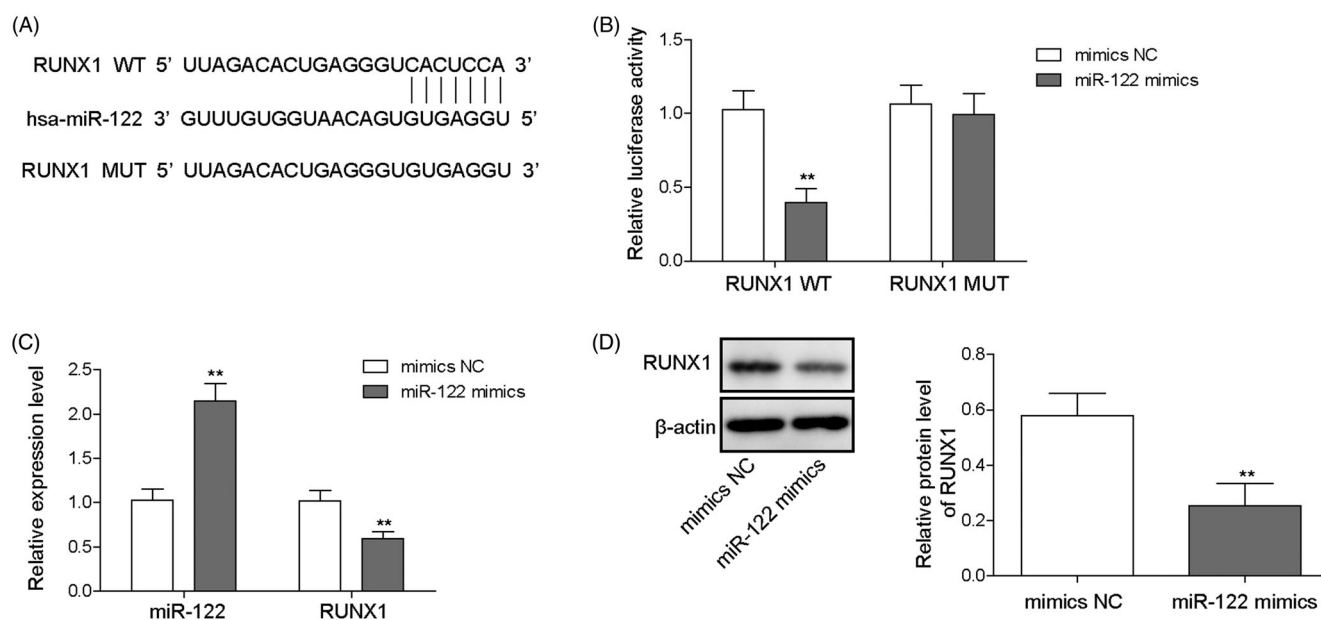 (A)
RUNX1 WT 5’ UUAGACACUGAGGGUCACUCCA 3’
hsa-miR-122 3’ GUUUGUGGUAACAGUGUGAGGU 5’
RUNX1 MUT 5’ UUAGACACUGAGGGUGUGAGGU 3’
(B)
Relative luciferase activity
1.5
1.0
0.5
0.0
**
RUNX1 WT
RUNX1 MUT
mimics NC
miR-122 mimics
(C)
Relative expression level
2.5
2.0
1.5
1.0
0.5
0.0
**
**
miR-122
RUNX1
mimics NC
miR-122 mimics
(D)
RUNX1
β-actin
mimics NC
miR-122 mimics
Relative protein level
of RUNX1
0.8
0.6
0.4
0.2
0.0
**
mimics NC
miR-122 mimics